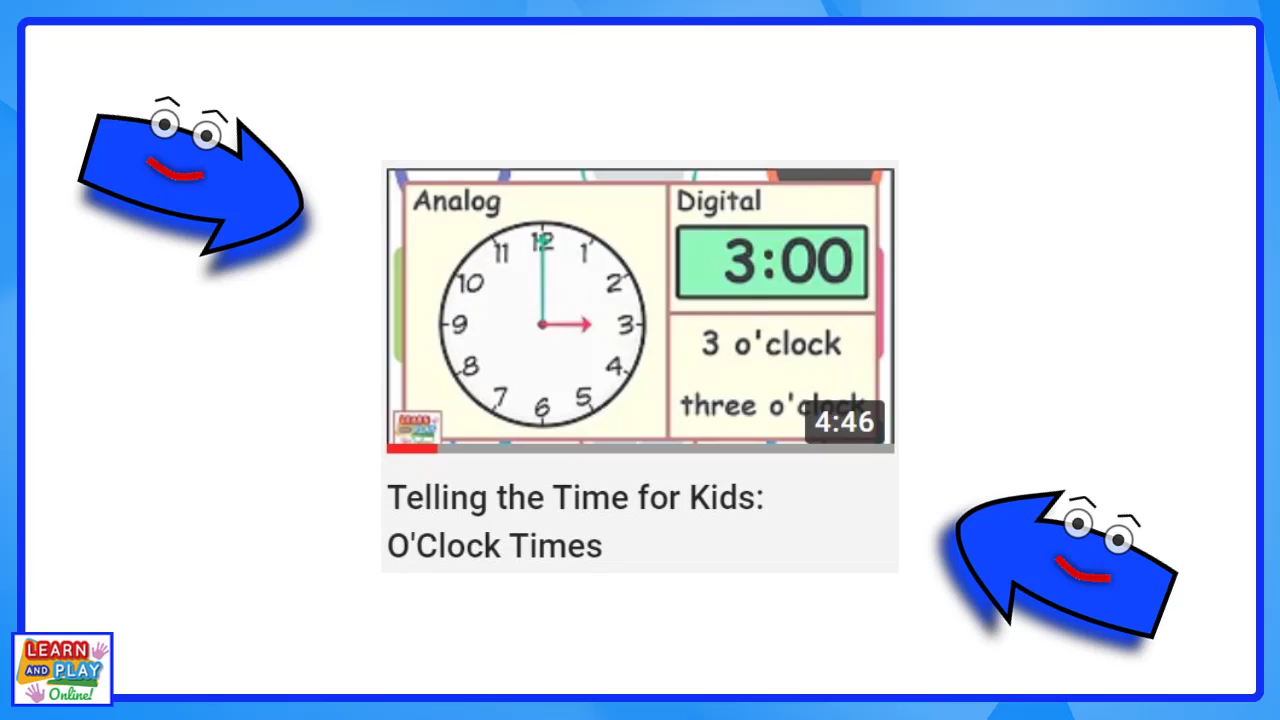 Analog
Digital
12
11
1
10
2
9
3
8
4
7
5
6
3:00
3 o'clock
three o'clock
4:46
Telling the Time for Kids:
O'Clock Times
LEARN
AND PLAY
Online!